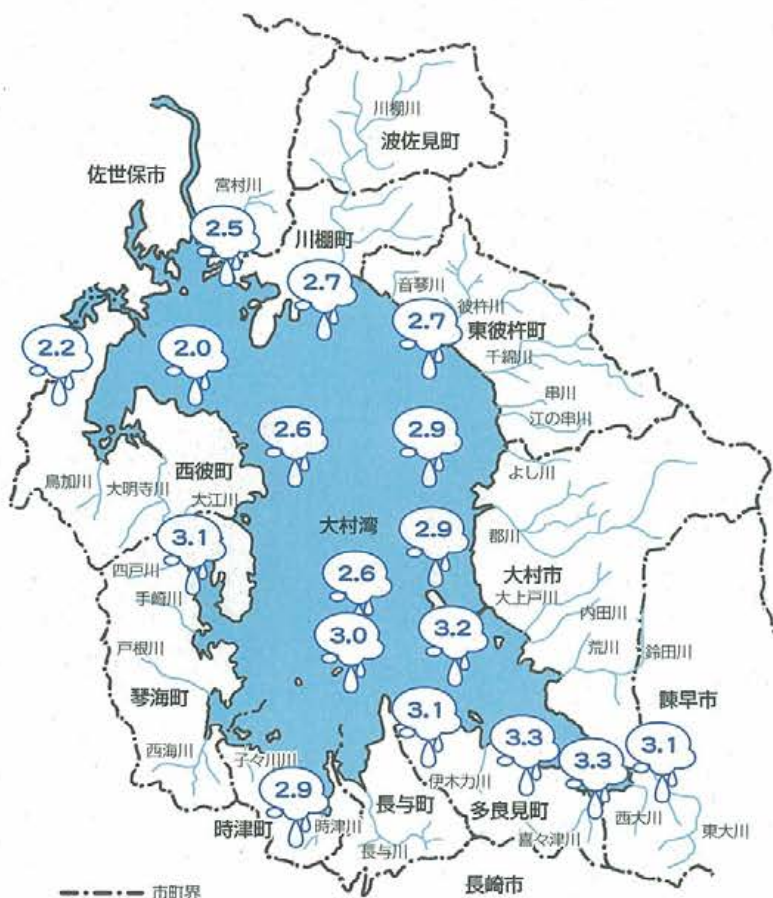 川棚川
波佐見町
佐世保市
宮村川
2.5
川棚町
2.7
音琴川
彼杵川
2.7
東彼杵町
2.2
2.0
千綿川
串川
江の串川
2.6
2.9
西彼町
よし川
鳥加川
大明寺川
大江川
大村湾
2.9
郡川
3.1
四戸川
大村市
2.6
大上戸川
手崎川
内田川
3.0
3.2
荒川
鈴田川
戸根川
琴海町
諫早市
3.1
3.3
3.3
3.1
西海川
子々川川
伊木力川
2.9
長与町
多良見町
西大川
東大川
時津町
時津川
喜々津川
長与川
長崎市
市町界